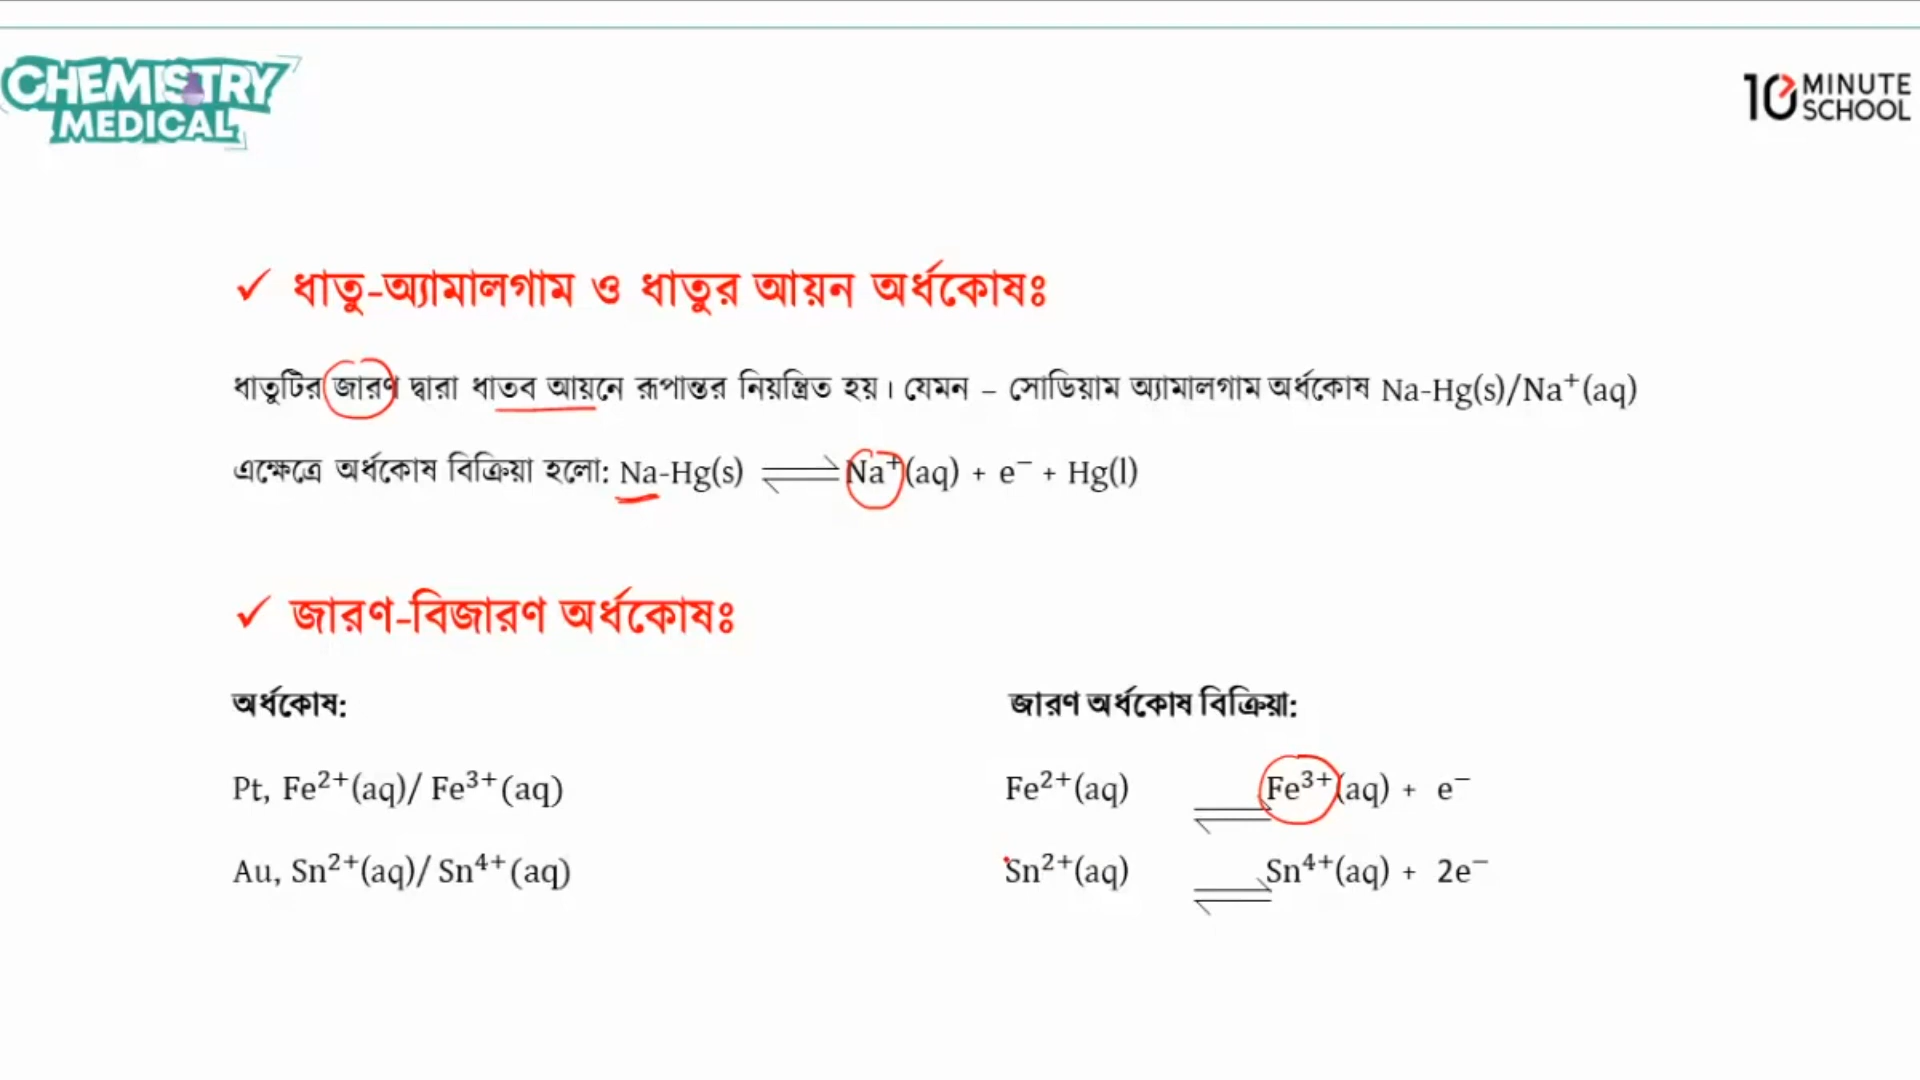 CHEMISTRY
MEDICAL
10 MINUTE
SCHOOL
✓ ধাতু-অ্যামালগাম ও ধাতুর আয়ন অর্ধকোষঃ
ধাতুটির জারণ দ্বারা ধাতব আয়নে রূপান্তর নিয়ন্ত্রিত হয়। যেমন – সোডিয়াম অ্যামালগাম অর্ধকোষ Na-Hg(s)/Na⁺(aq)
এক্ষেত্রে অর্ধকোষ বিক্রিয়া হলো: Na-Hg(s) ⇌ Na⁺(aq) + e⁻ + Hg(l)
✓ জারণ-বিজারণ অর্ধকোষঃ
অর্ধকোষ: জারণ অর্ধকোষ বিক্রিয়া:
Pt, Fe²⁺(aq)/ Fe³⁺(aq) Fe²⁺(aq) ⇌ Fe³⁺(aq) + e⁻
Au, Sn²⁺(aq)/ Sn⁴⁺(aq) Sn²⁺(aq) ⇌ Sn⁴⁺(aq) + 2e⁻